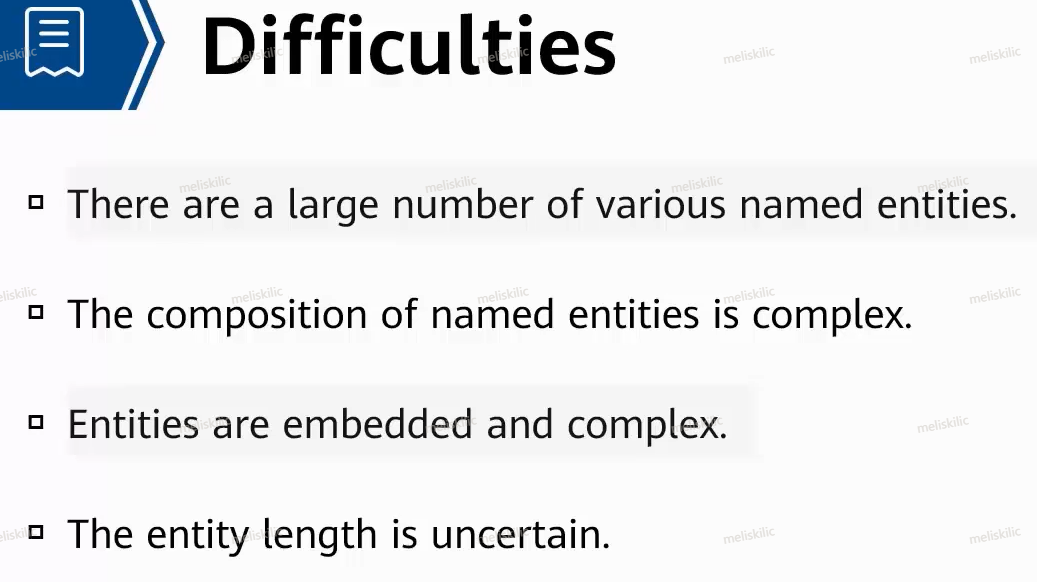 Difficulties
There are a large number of various named entities.
The composition of named entities is complex.
Entities are embedded and complex.
The entity length is uncertain.
meliskilic